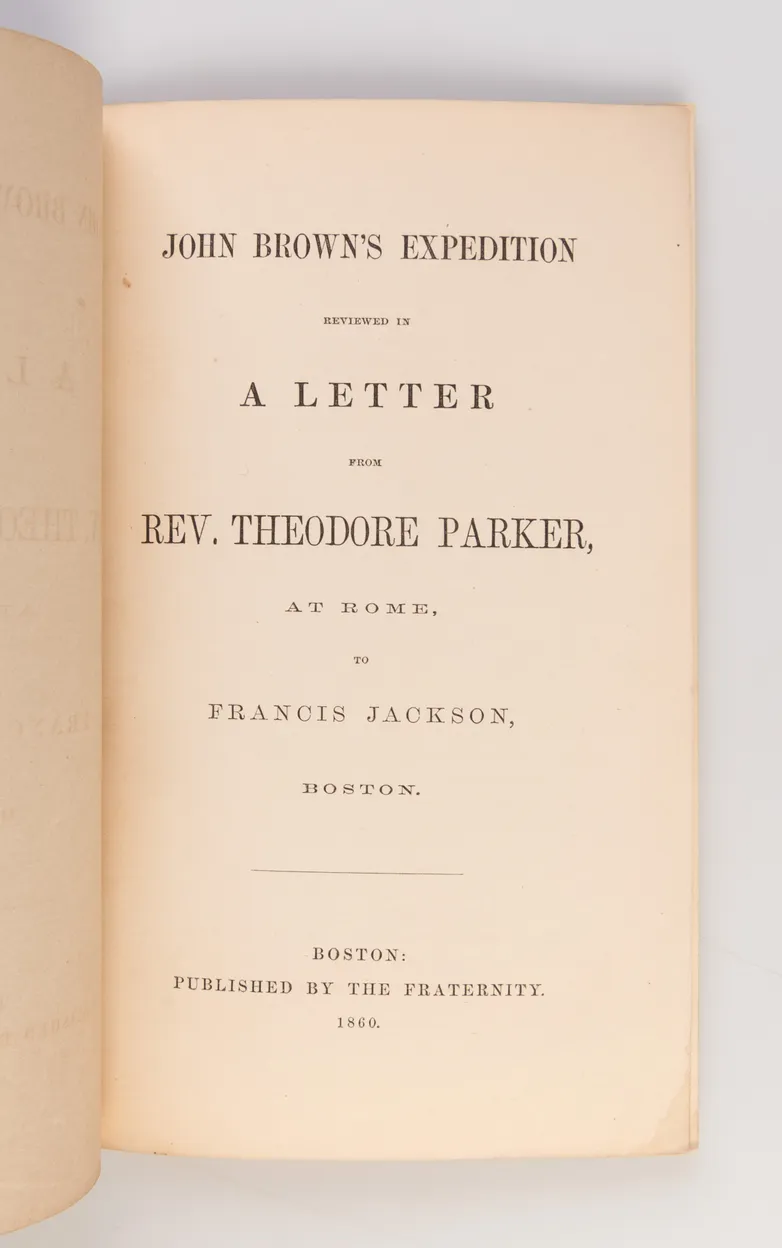 JOHN BROWN'S EXPEDITION
REVIEWED IN
A LETTER
FROM
REV. THEODORE PARKER,
AT ROME,
TO
FRANCIS JACKSON,
BOSTON.
BOSTON:
PUBLISHED BY THE FRATERNITY.
1860.